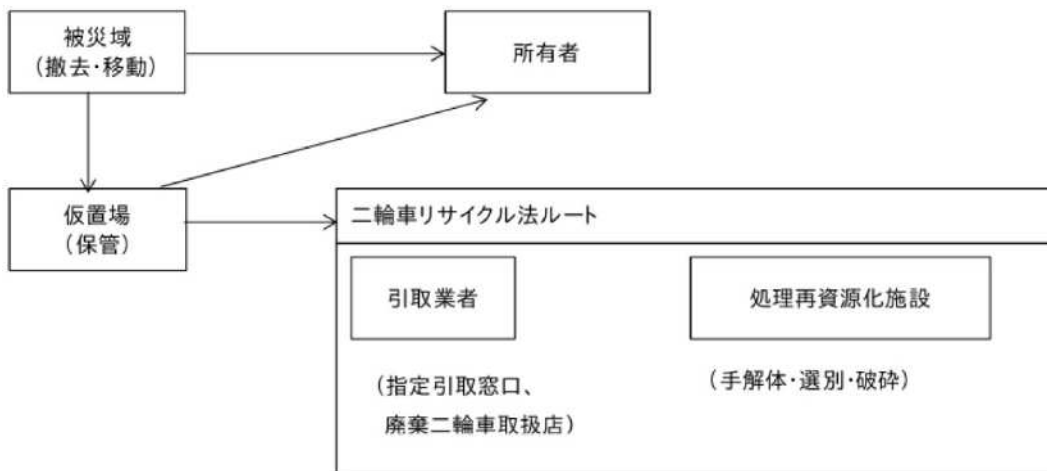 被災域
（撤去・移動）
所有者
仮置場
（保管）
二輪車リサイクル法ルート
引取業者
処理再資源化施設
（指定引取窓口、
廃棄二輪車取扱店）
（手解体・選別・破砕）